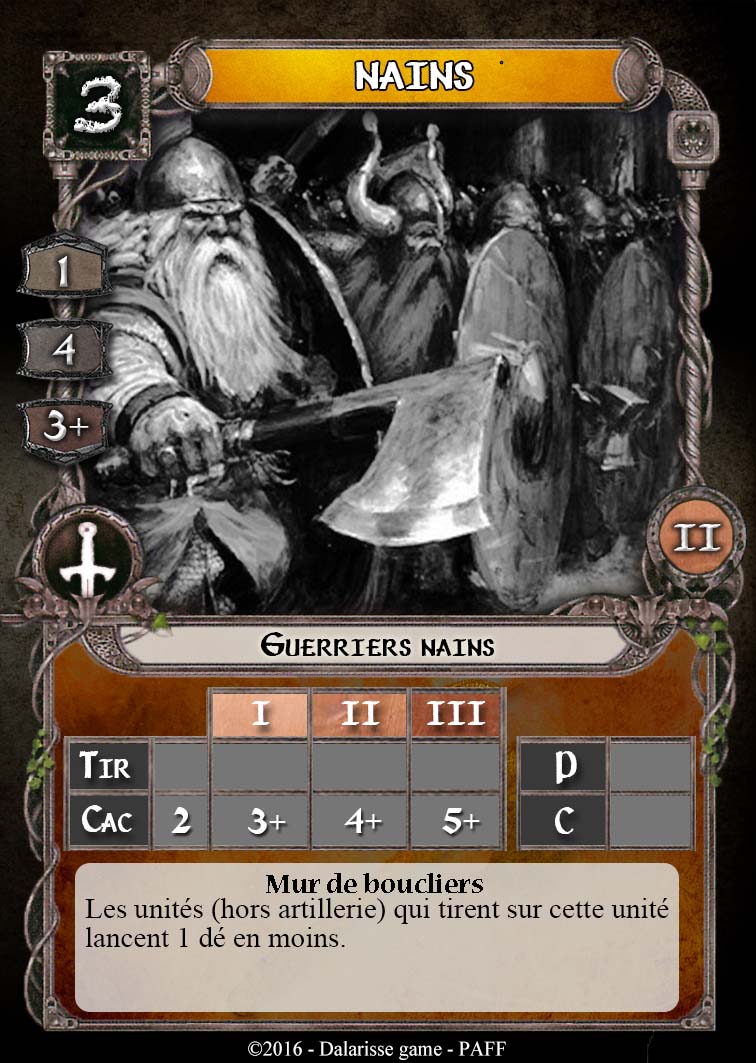 3
NAINS
1
4
3+
II
GUERRIERS NAINS
I II III
TIR
CAC 2 3+ 4+ 5+
D
C
Mur de boucliers
Les unités (hors artillerie) qui tirent sur cette unité
lancent 1 dé en moins.
©2016 - Dalarisse game - PAFF